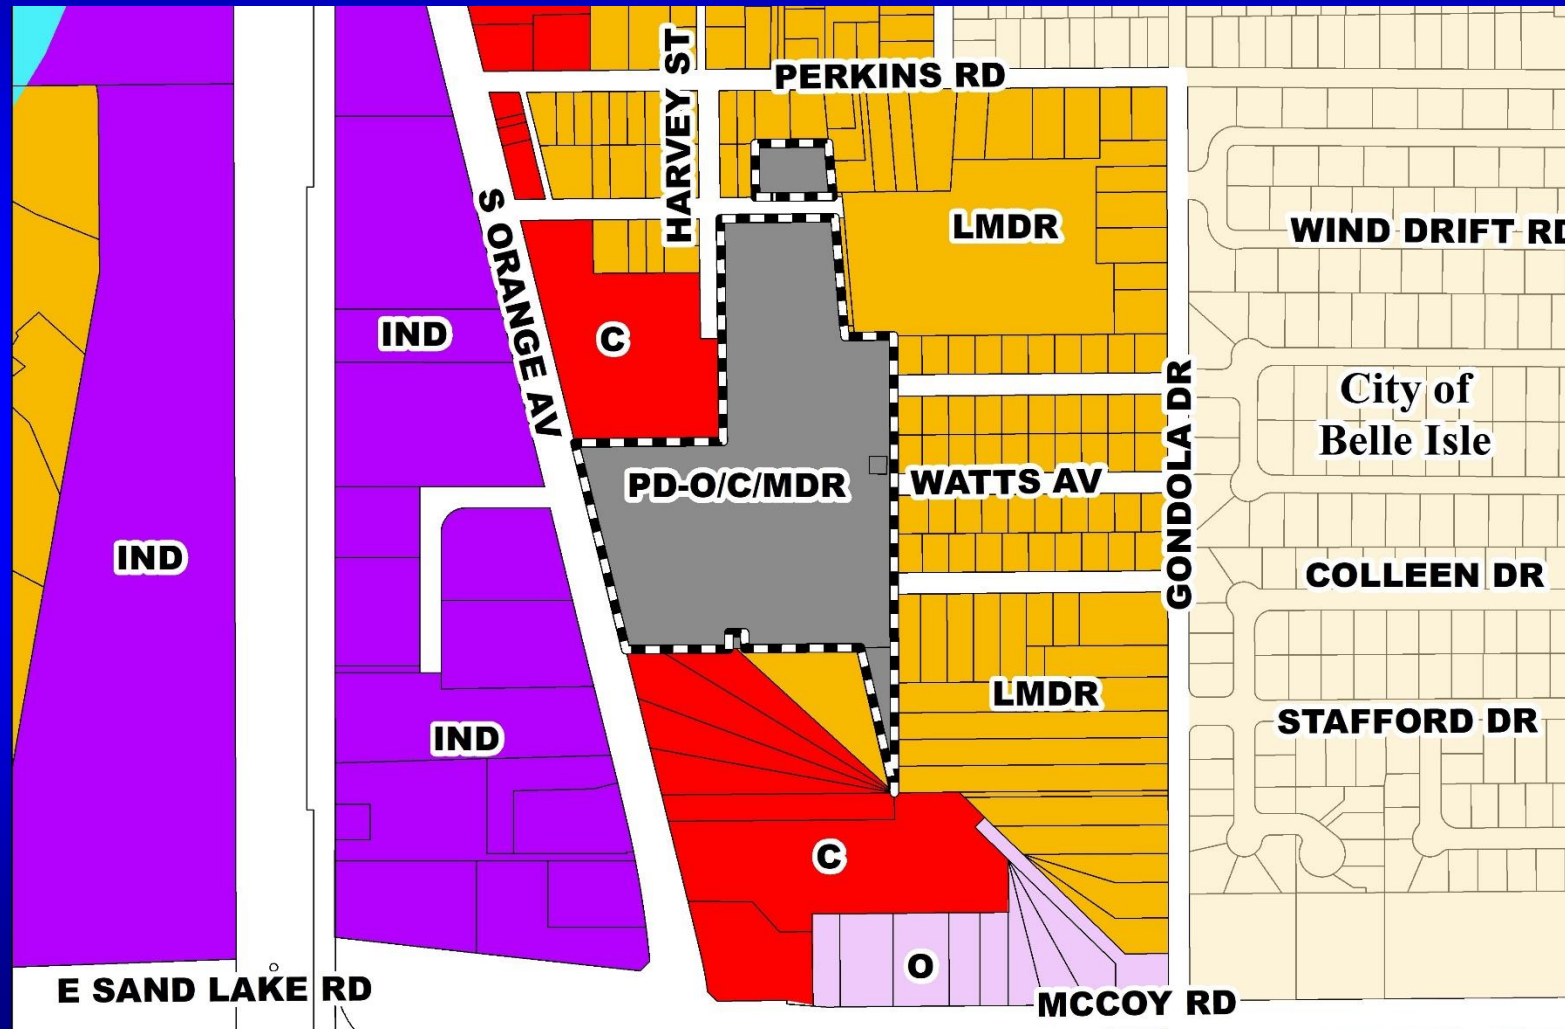 HARVEY ST
PERKINS RD
S ORANGE AV
LMDR
WIND DRIFT RD
IND
C
City of
Belle Isle
GONDOLA DR
PD-O/C/MDR
WATTS AV
IND
COLLEEN DR
LMDR
STAFFORD DR
IND
C
O
E SAND LAKE RD
MCCOY RD